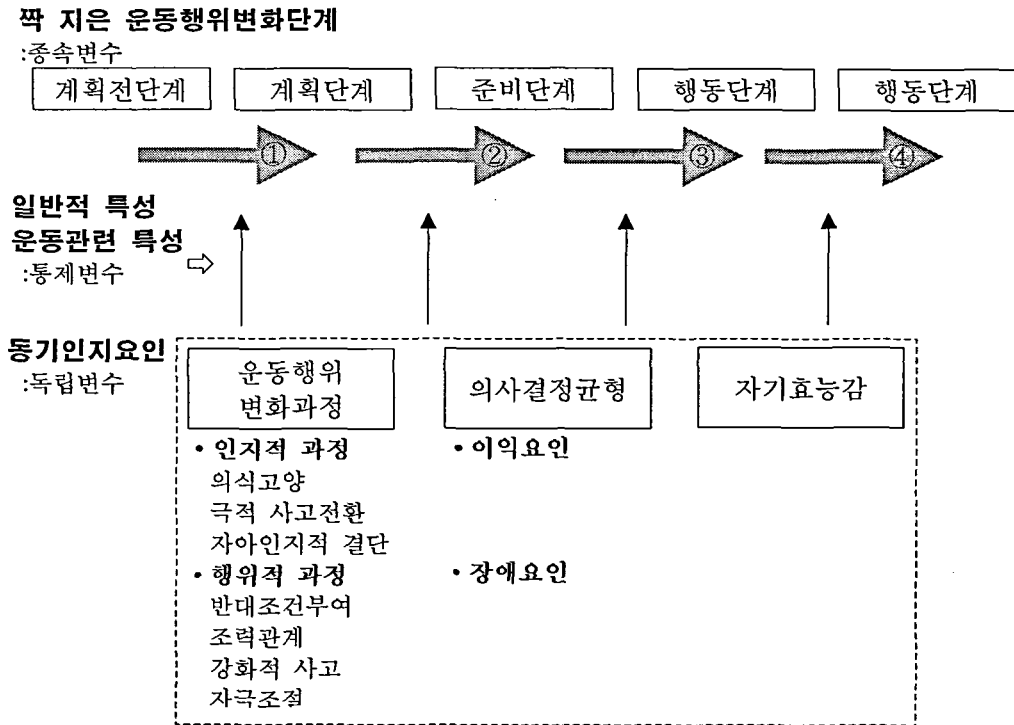 짝 지은 운동행위변화단계
:종속변수
계획전단계 계획단계 준비단계 행동단계 행동단계
① ② ③ ④
일반적 특성
운동관련 특성
:통제변수
동기인지요인
:독립변수
운동행위
변화과정
의사결정균형
자기효능감
• 인지적 과정
의식고양
극적 사고전환
자아인지적 결단
• 행위적 과정
반대조건부여
조력관계
강화적 사고
자극조절
• 이익요인
• 장애요인